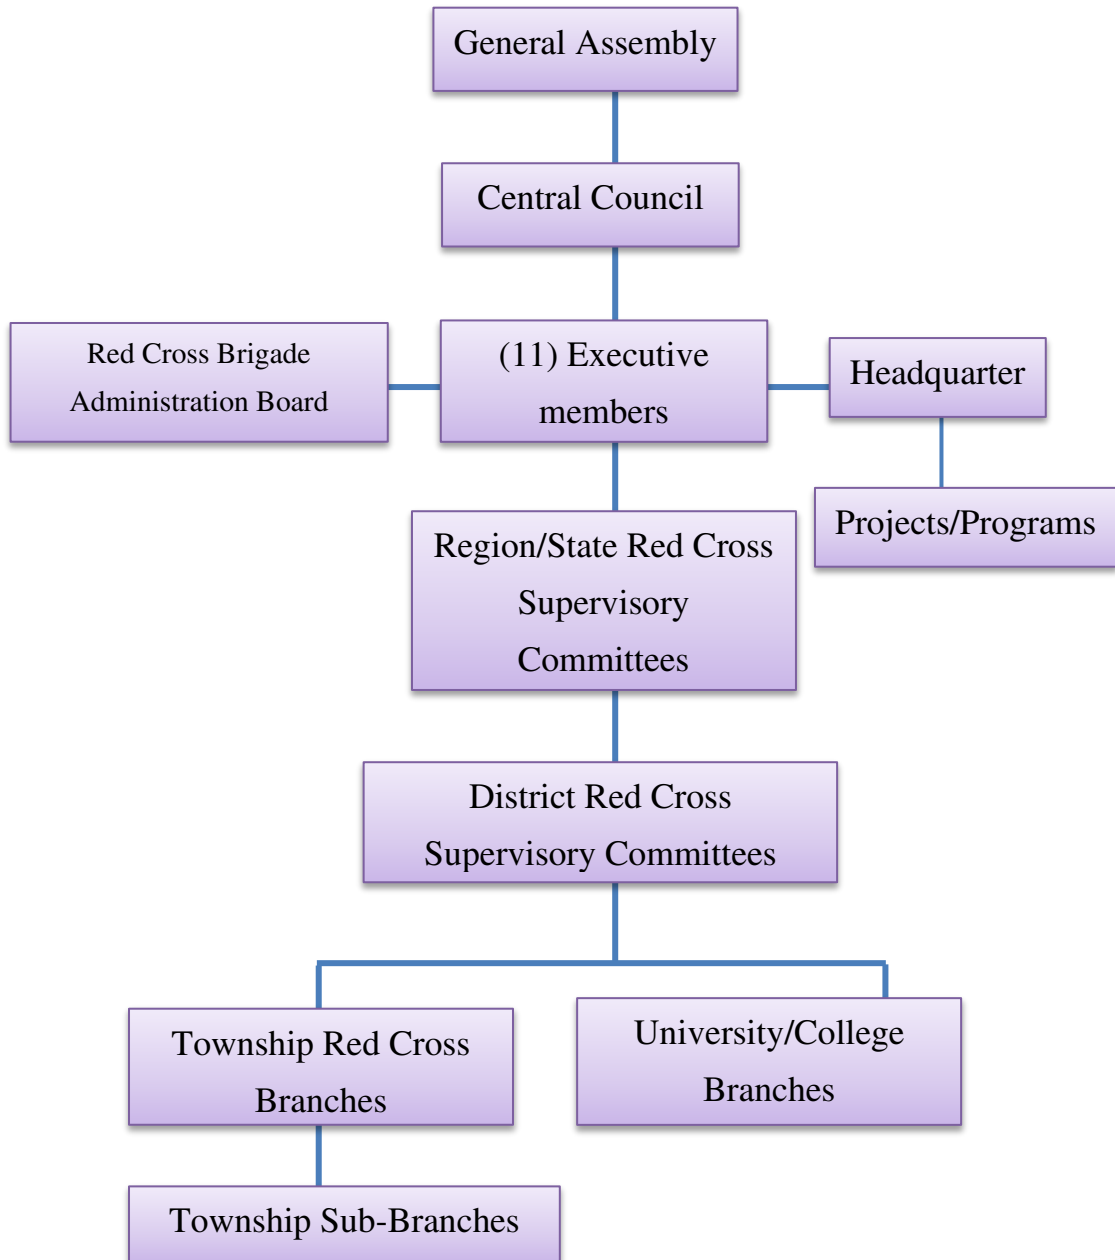 General Assembly
Central Council
Red Cross Brigade
Administration Board
(11) Executive
members
Headquarter
Projects/Programs
Region/State Red Cross
Supervisory
Committees
District Red Cross
Supervisory Committees
Township Red Cross
Branches
University/College
Branches
Township Sub-Branches